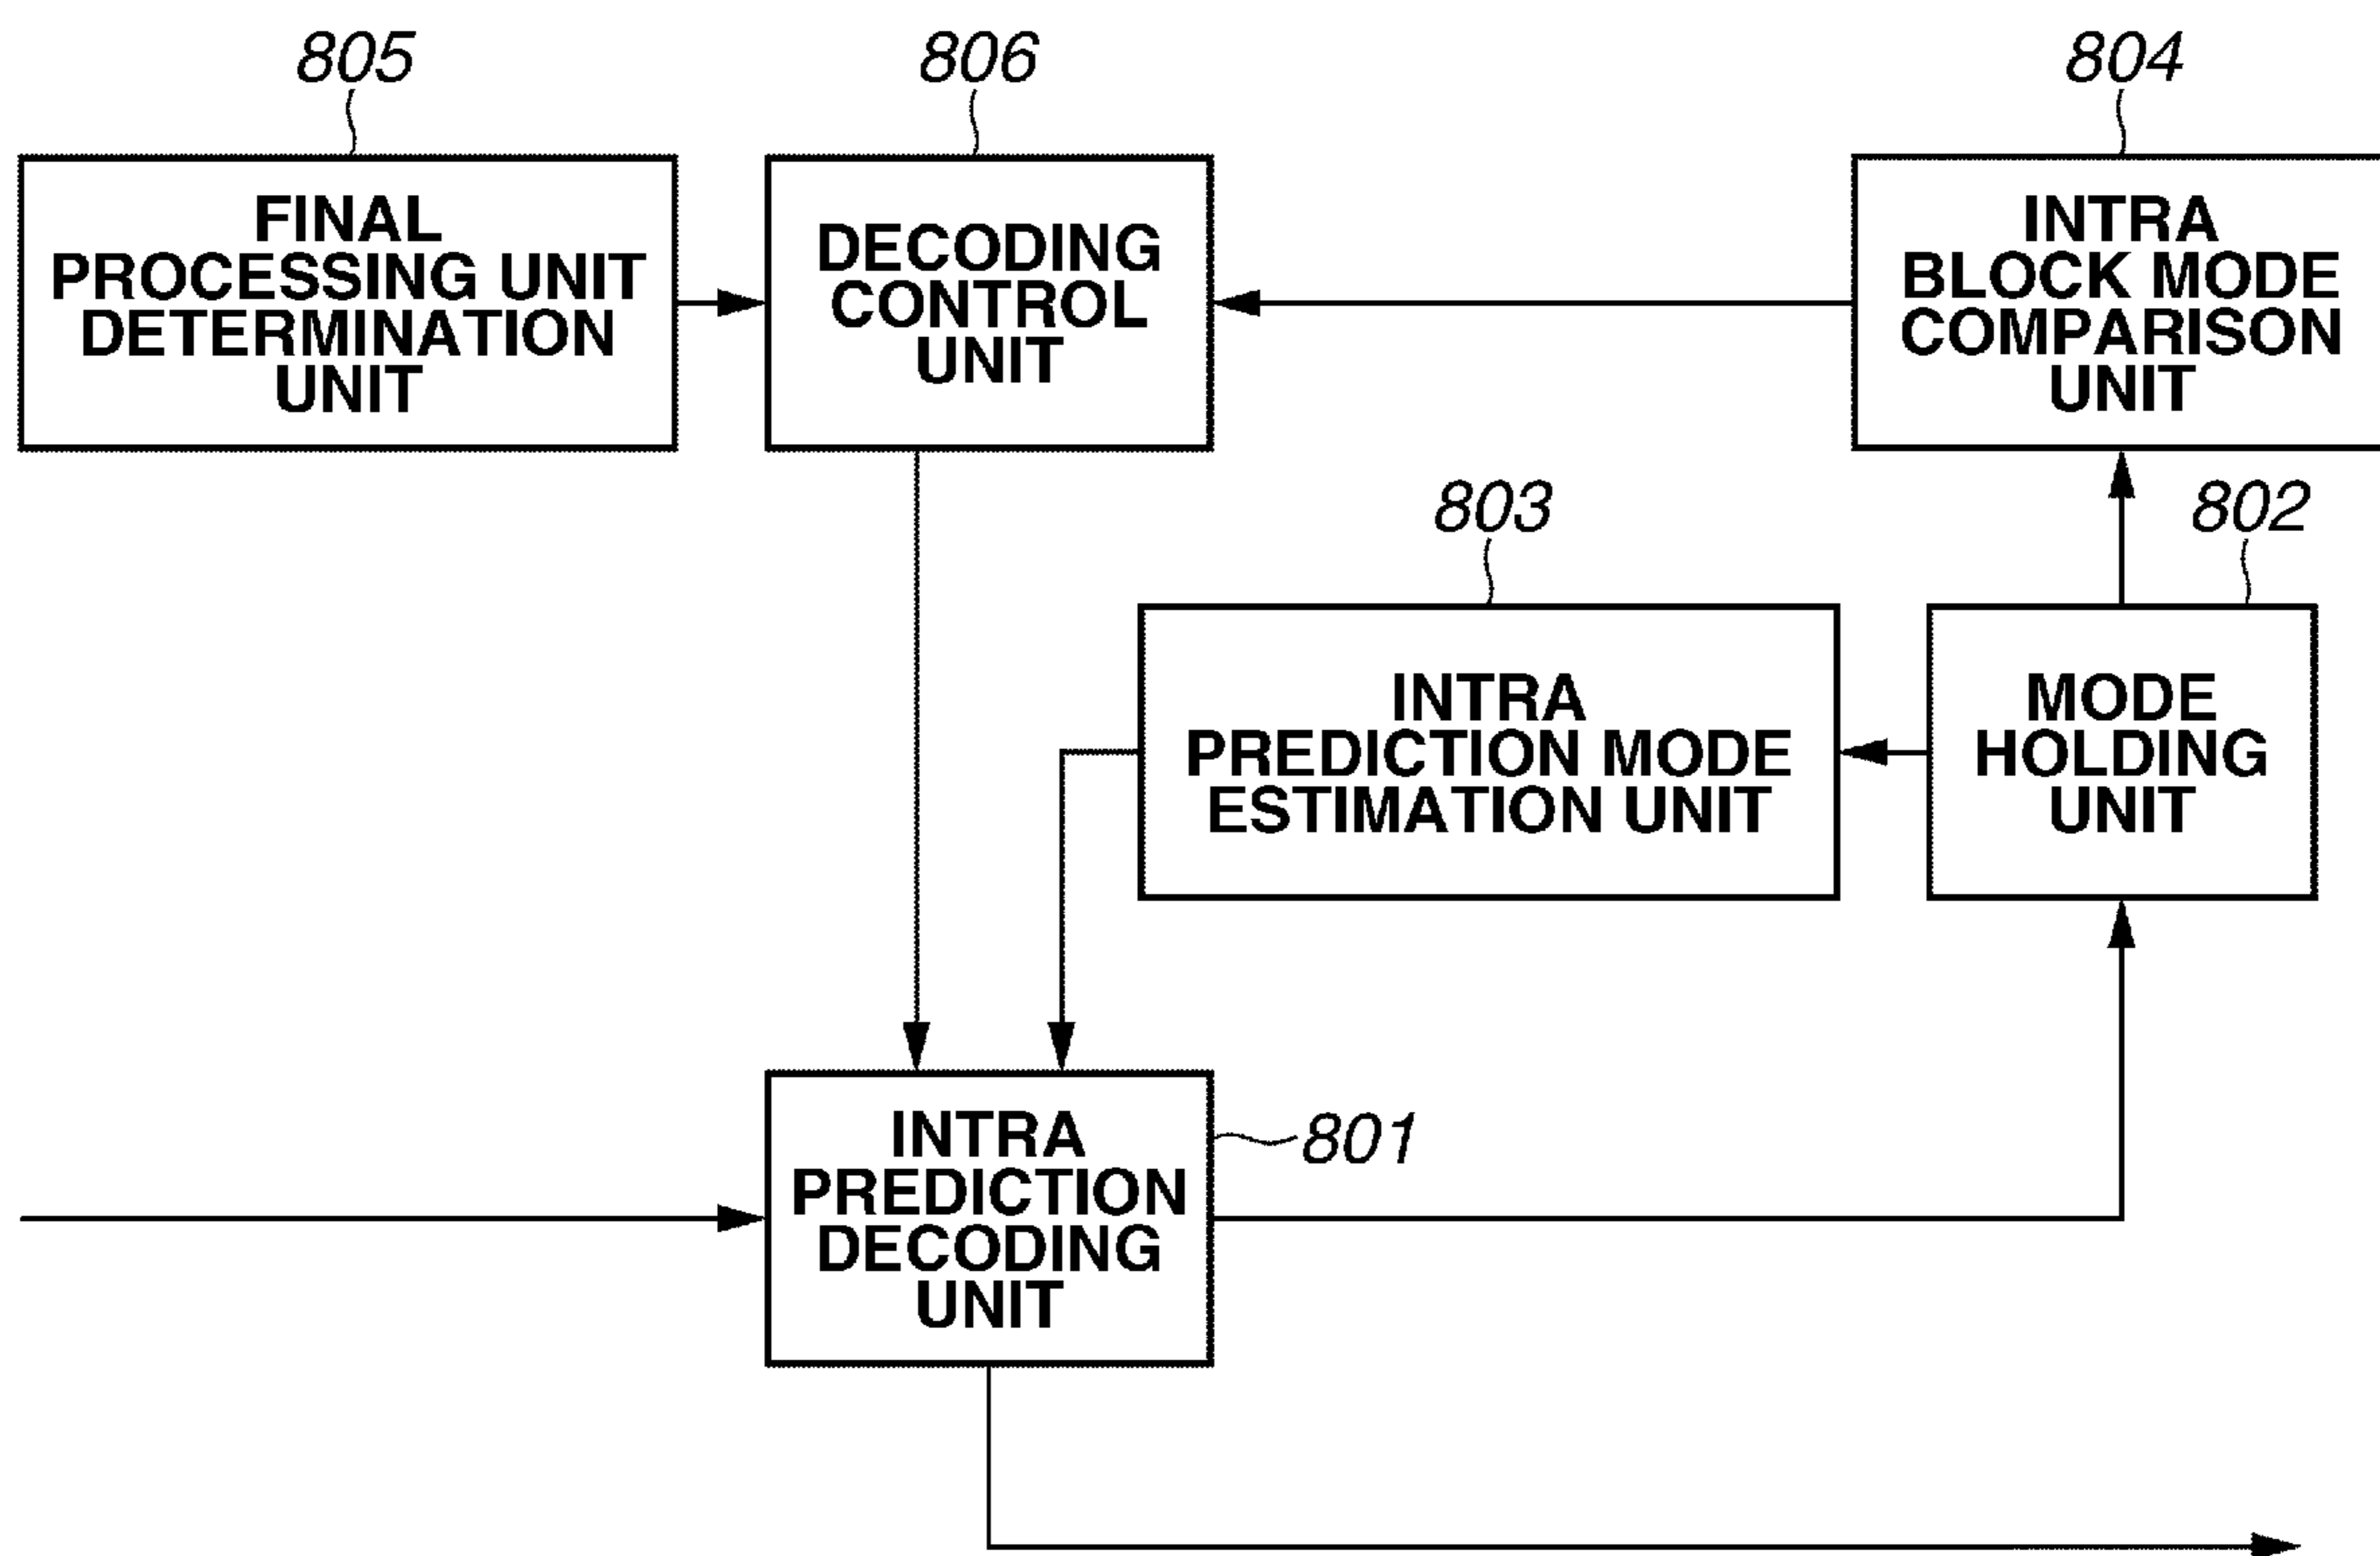 805
806
804
FINAL
PROCESSING UNIT
DETERMINATION
UNIT
DECODING
CONTROL
UNIT
INTRA
BLOCK MODE
COMPARISON
UNIT
803
802
INTRA
PREDICTION MODE
ESTIMATION UNIT
MODE
HOLDING
UNIT
INTRA
PREDICTION
DECODING
UNIT
801